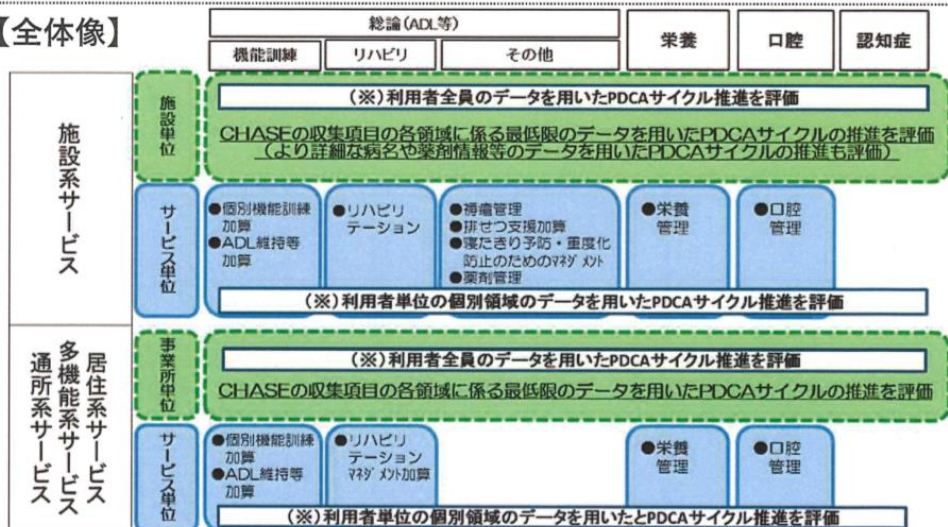 【全体像】
総論(ADL等)
栄養
口腔
認知症
機能訓練
リハビリ
その他
施設系サービス
施設単位
(※)利用者全員のデータを用いたPDCAサイクル推進を評価
CHASEの収集項目の各領域に係る最低限のデータを用いたPDCAサイクルの推進を評価
(より詳細な病名や薬剤情報等のデータを用いたPDCAサイクルの推進も評価)
サービス単位
●個別機能訓練
加算
●ADL維持等
加算
●リハビリ
テーション
●褥瘡管理
●排せつ支援加算
●寝たきり予防・重度化
防止のためのマネジメント
●薬剤管理
●栄養
管理
●口腔
管理
(※)利用者単位の個別領域のデータを用いたPDCAサイクル推進を評価
居住系サービス
多機能系サービス
通所系サービス
事業所単位
(※)利用者全員のデータを用いたPDCAサイクル推進を評価
CHASEの収集項目の各領域に係る最低限のデータを用いたPDCAサイクルの推進を評価
サービス単位
●個別機能訓練
加算
●ADL維持等
加算
●リハビリ
テーション
マネジメント加算
●栄養
管理
●口腔
管理
(※)利用者単位の個別領域のデータを用いたとPDCAサイクル推進を評価